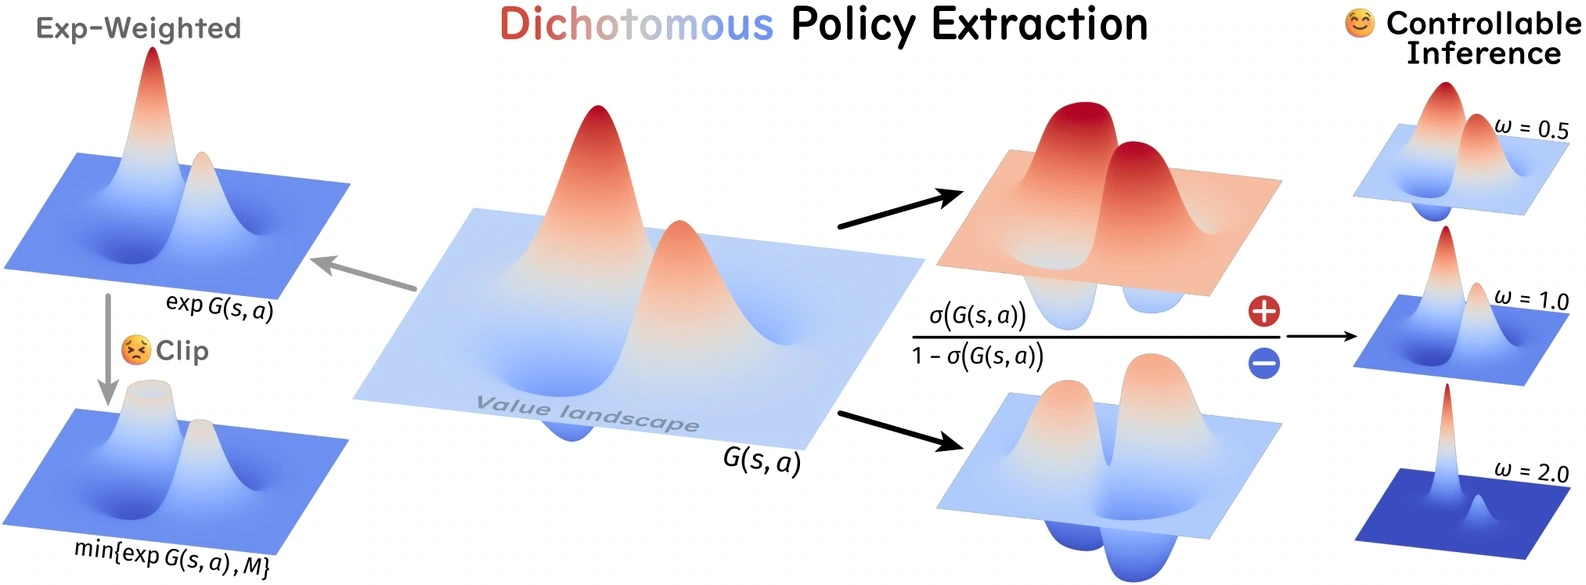 Dichotomous Policy Extraction
Exp-Weighted
exp G(s, a)
Clip
min{exp G(s, a), M}
Value landscape
G(s, a)
σ(G(s, a))
1 − σ(G(s, a))
+
−
Controllable
Inference
ω = 0.5
ω = 1.0
ω = 2.0